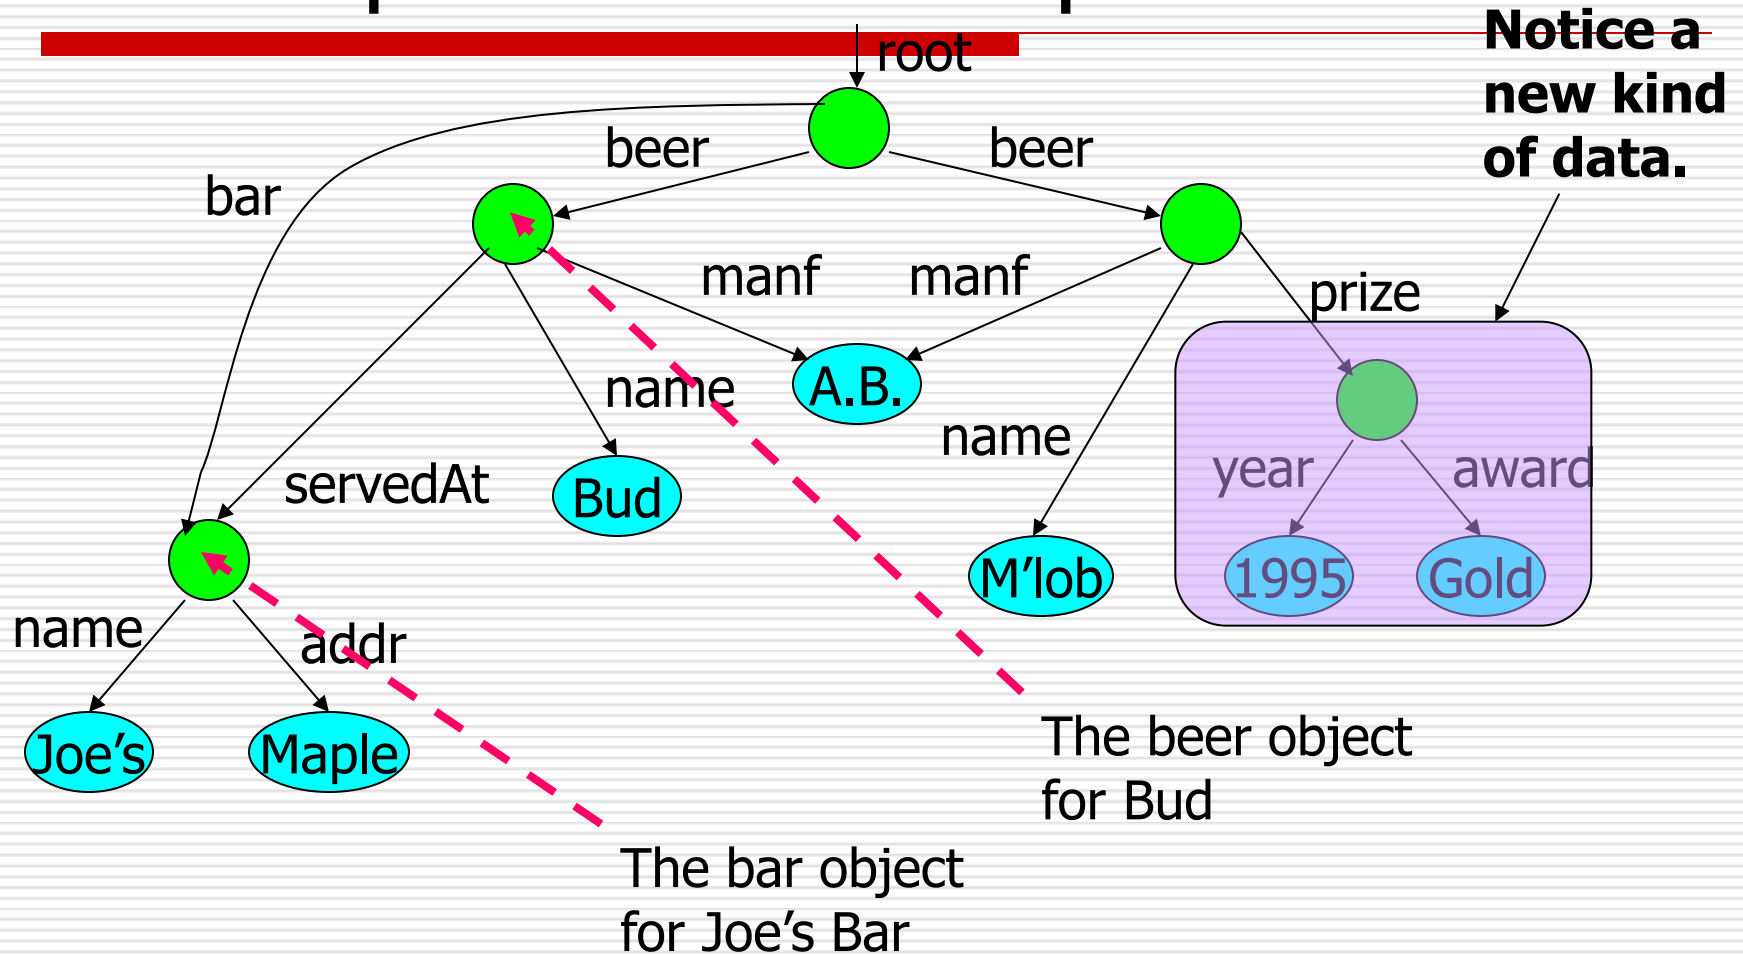 root
Notice a
new kind
of data.
beer
beer
bar
manf
manf
prize
name
A.B.
name
year
award
servedAt
Bud
M’lob
1995
Gold
name
addr
Joe’s
Maple
The beer object
for Bud
The bar object
for Joe’s Bar